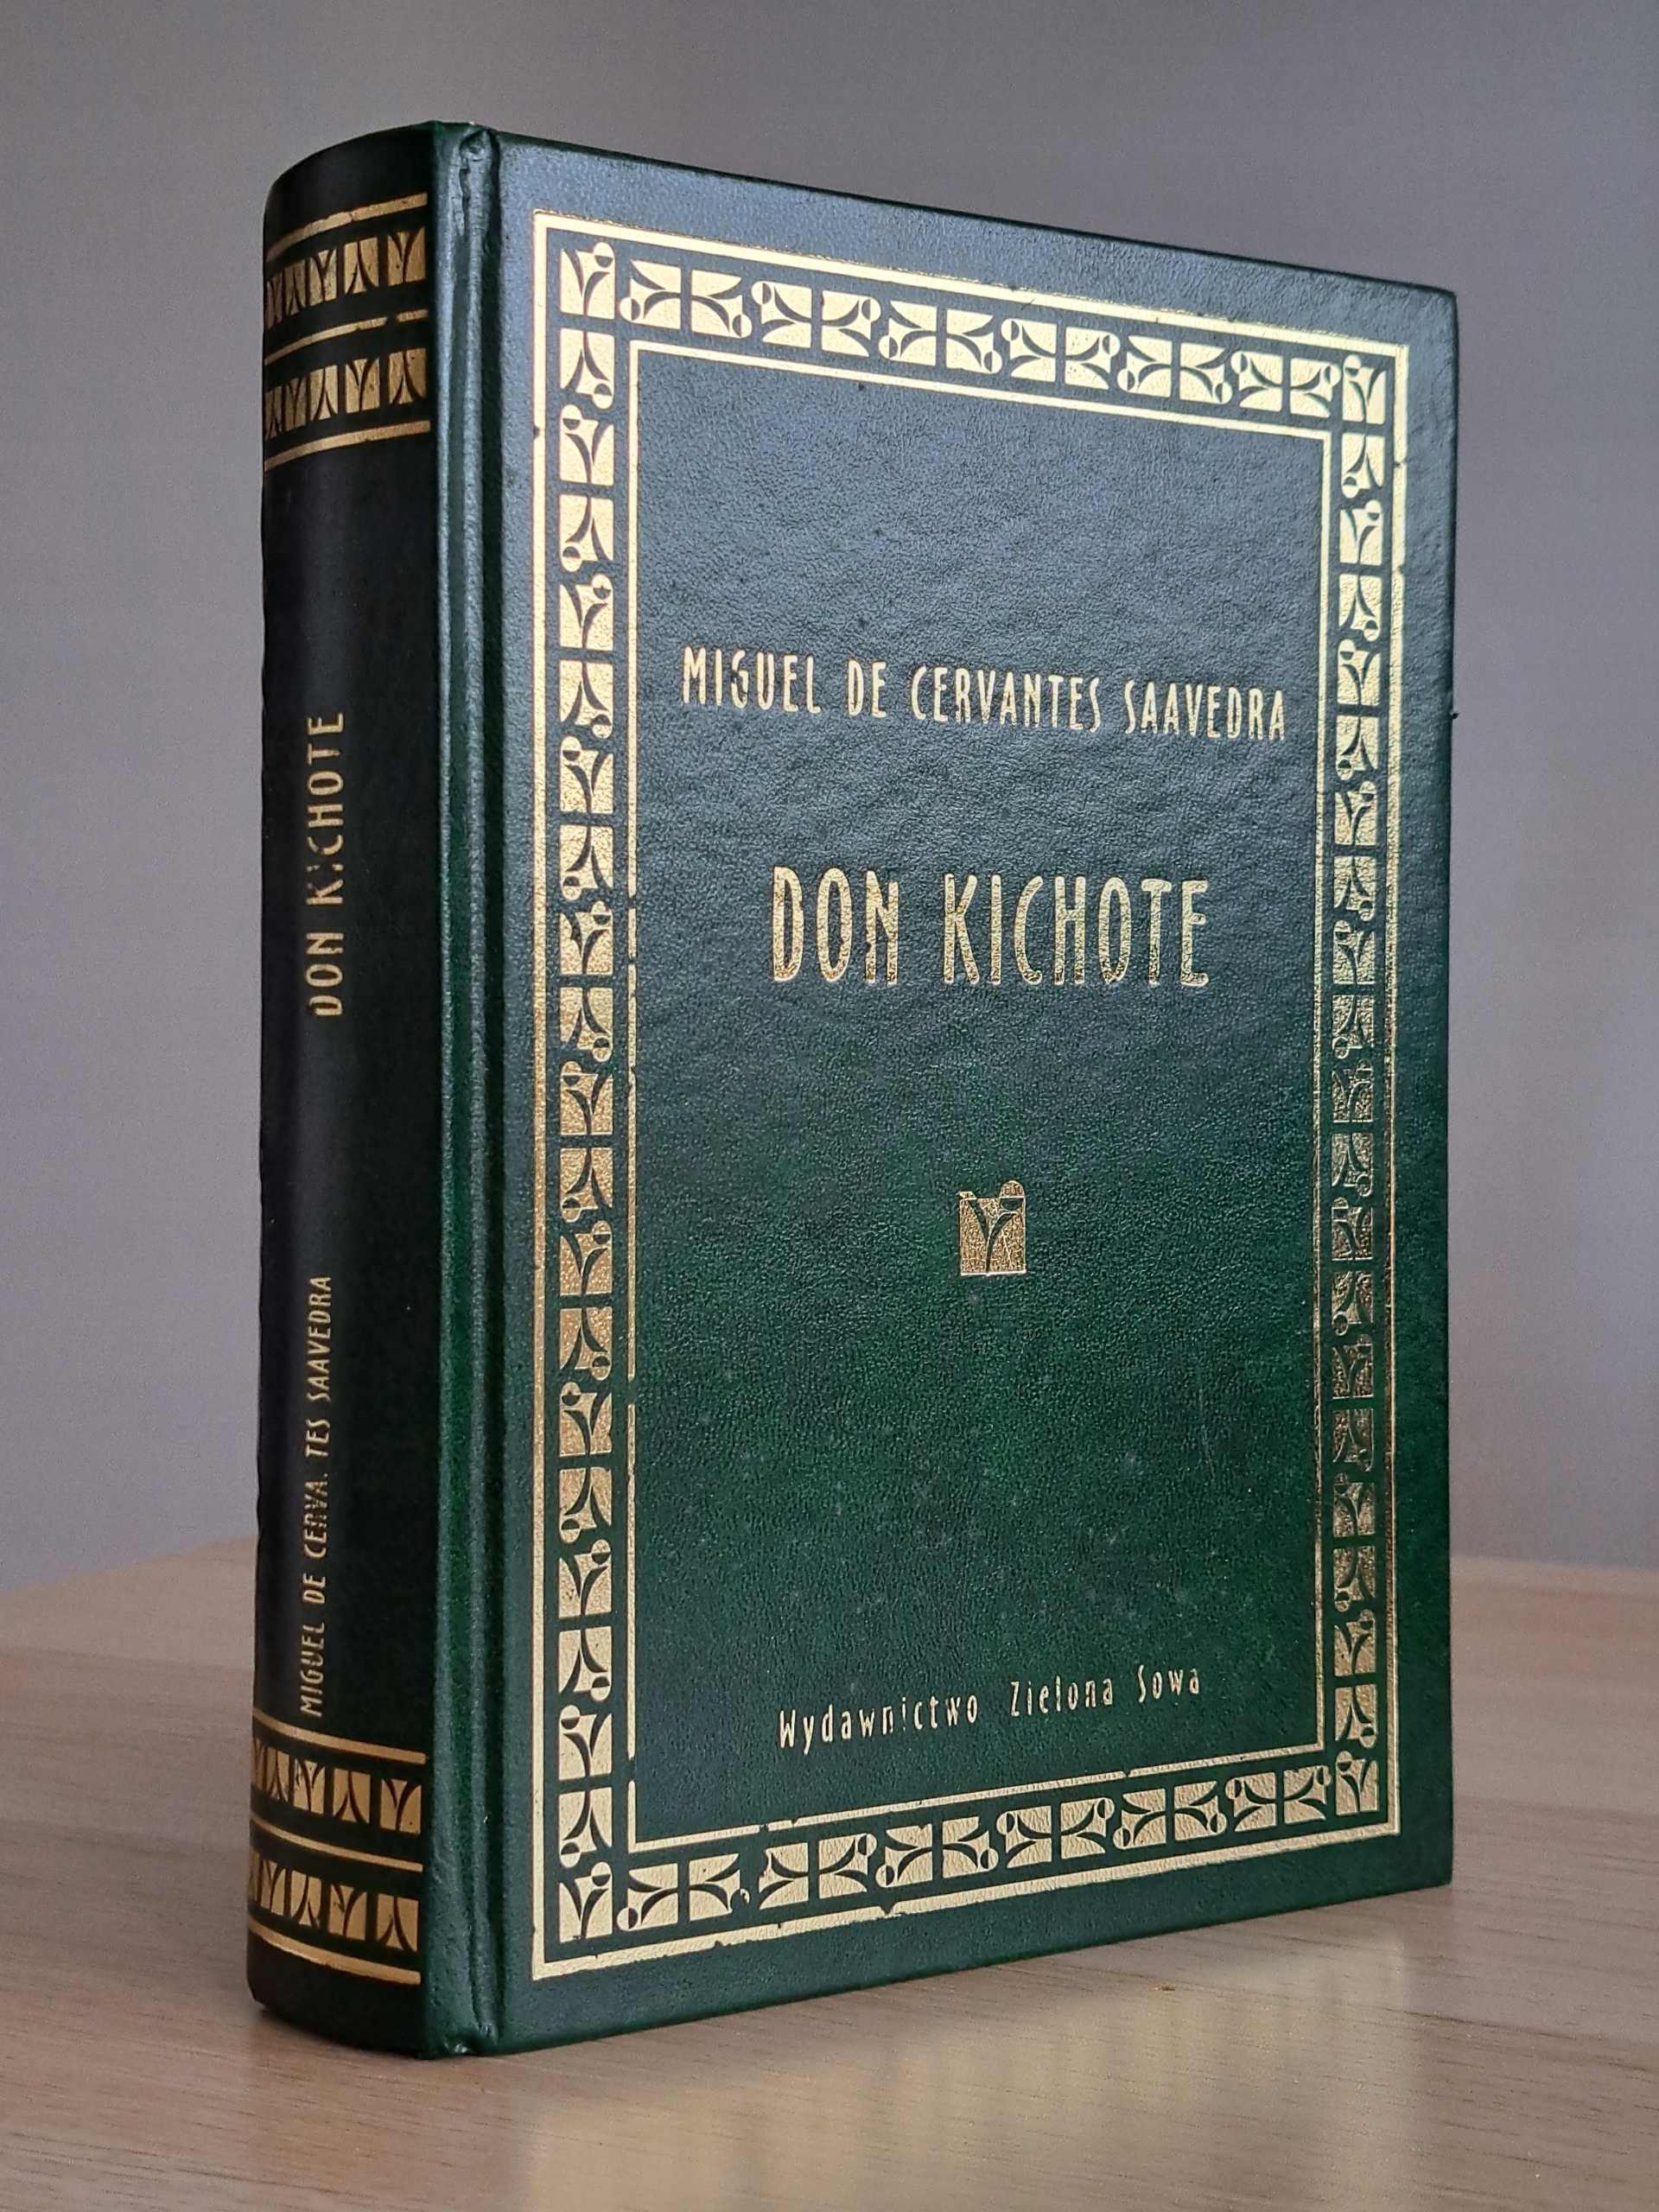 DON KICHOTE
MIGUEL DE CERVA TES SAAVEDRA
MIGUEL DE CERVANTES SAAVEDRA
DON KICHOTE
Wydawnictwo Zielona Sowa